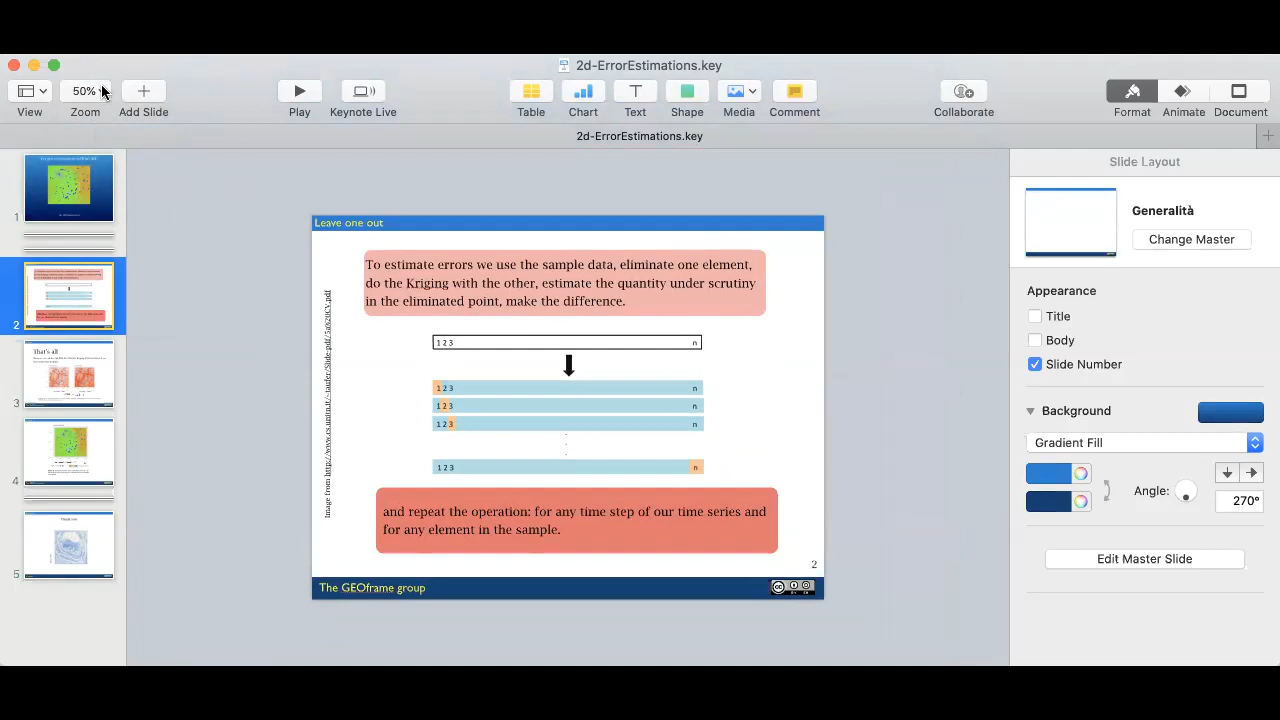 2d-ErrorEstimations.key
50%
View
Zoom
Add Slide
Play
Keynote Live
Table
Chart
Text
Shape
Media
Comment
Collaborate
Format
Animate
Document
2d-ErrorEstimations.key
1
2
That's all
3
4
5
Leave one out
To estimate errors we use the sample data, eliminate one element,
do the Kriging with the other, estimate the quantity under scrutiny
in the eliminated point, make the difference.
1 2 3 n
1 2 3 n
1 2 3 n
1 2 3 n
1 2 3 n
and repeat the operation: for any time step of our time series and
for any element in the sample.
2
The GEOframe group
Slide Layout
Generalità
Change Master
Appearance
Title
Body
Slide Number
Background
Gradient Fill
Angle:
270°
Edit Master Slide